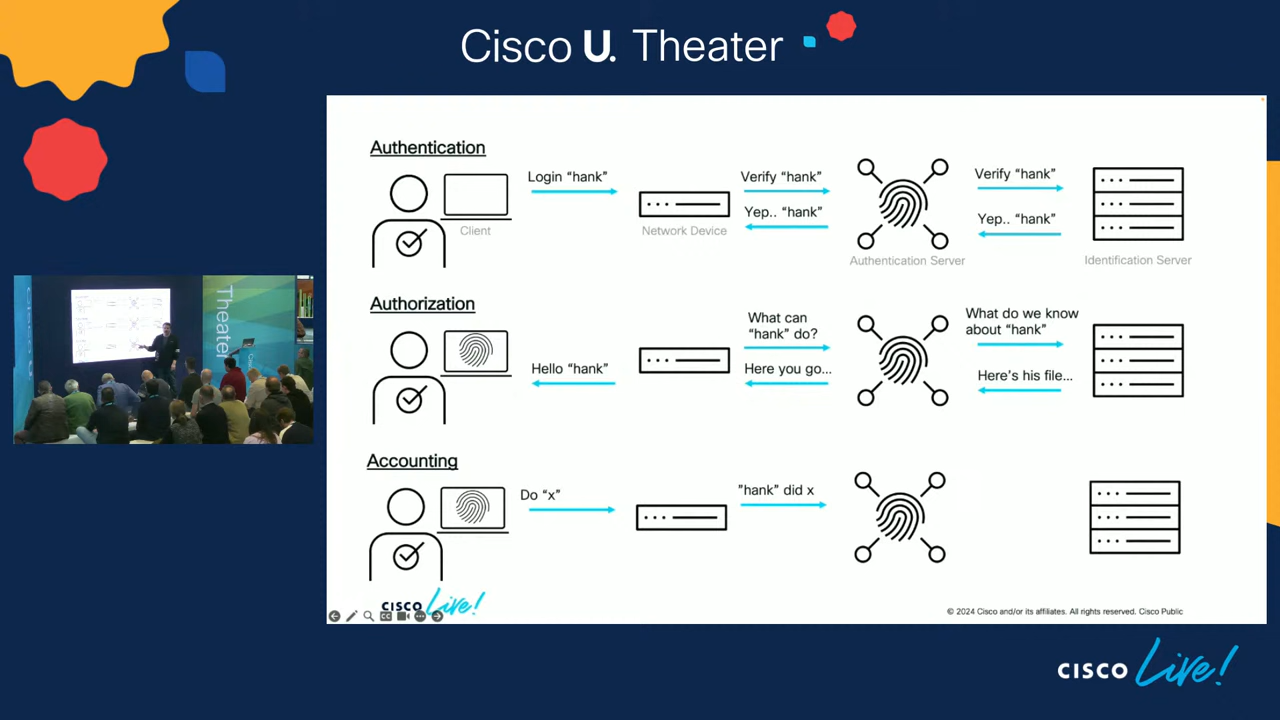 Cisco U. Theater
Authentication
Login “hank”
Verify “hank”
Verify “hank”
Yep.. “hank”
Yep.. “hank”
Client
Network Device
Authentication Server
Identification Server
Authorization
What can
“hank” do?
What do we know
about “hank”
Hello “hank”
Here you go...
Here’s his file...
Accounting
Do “x”
”hank” did x
CISCO Live!
CC
© 2024 Cisco and/or its affiliates. All rights reserved. Cisco Public
Theater
CISCO Live!